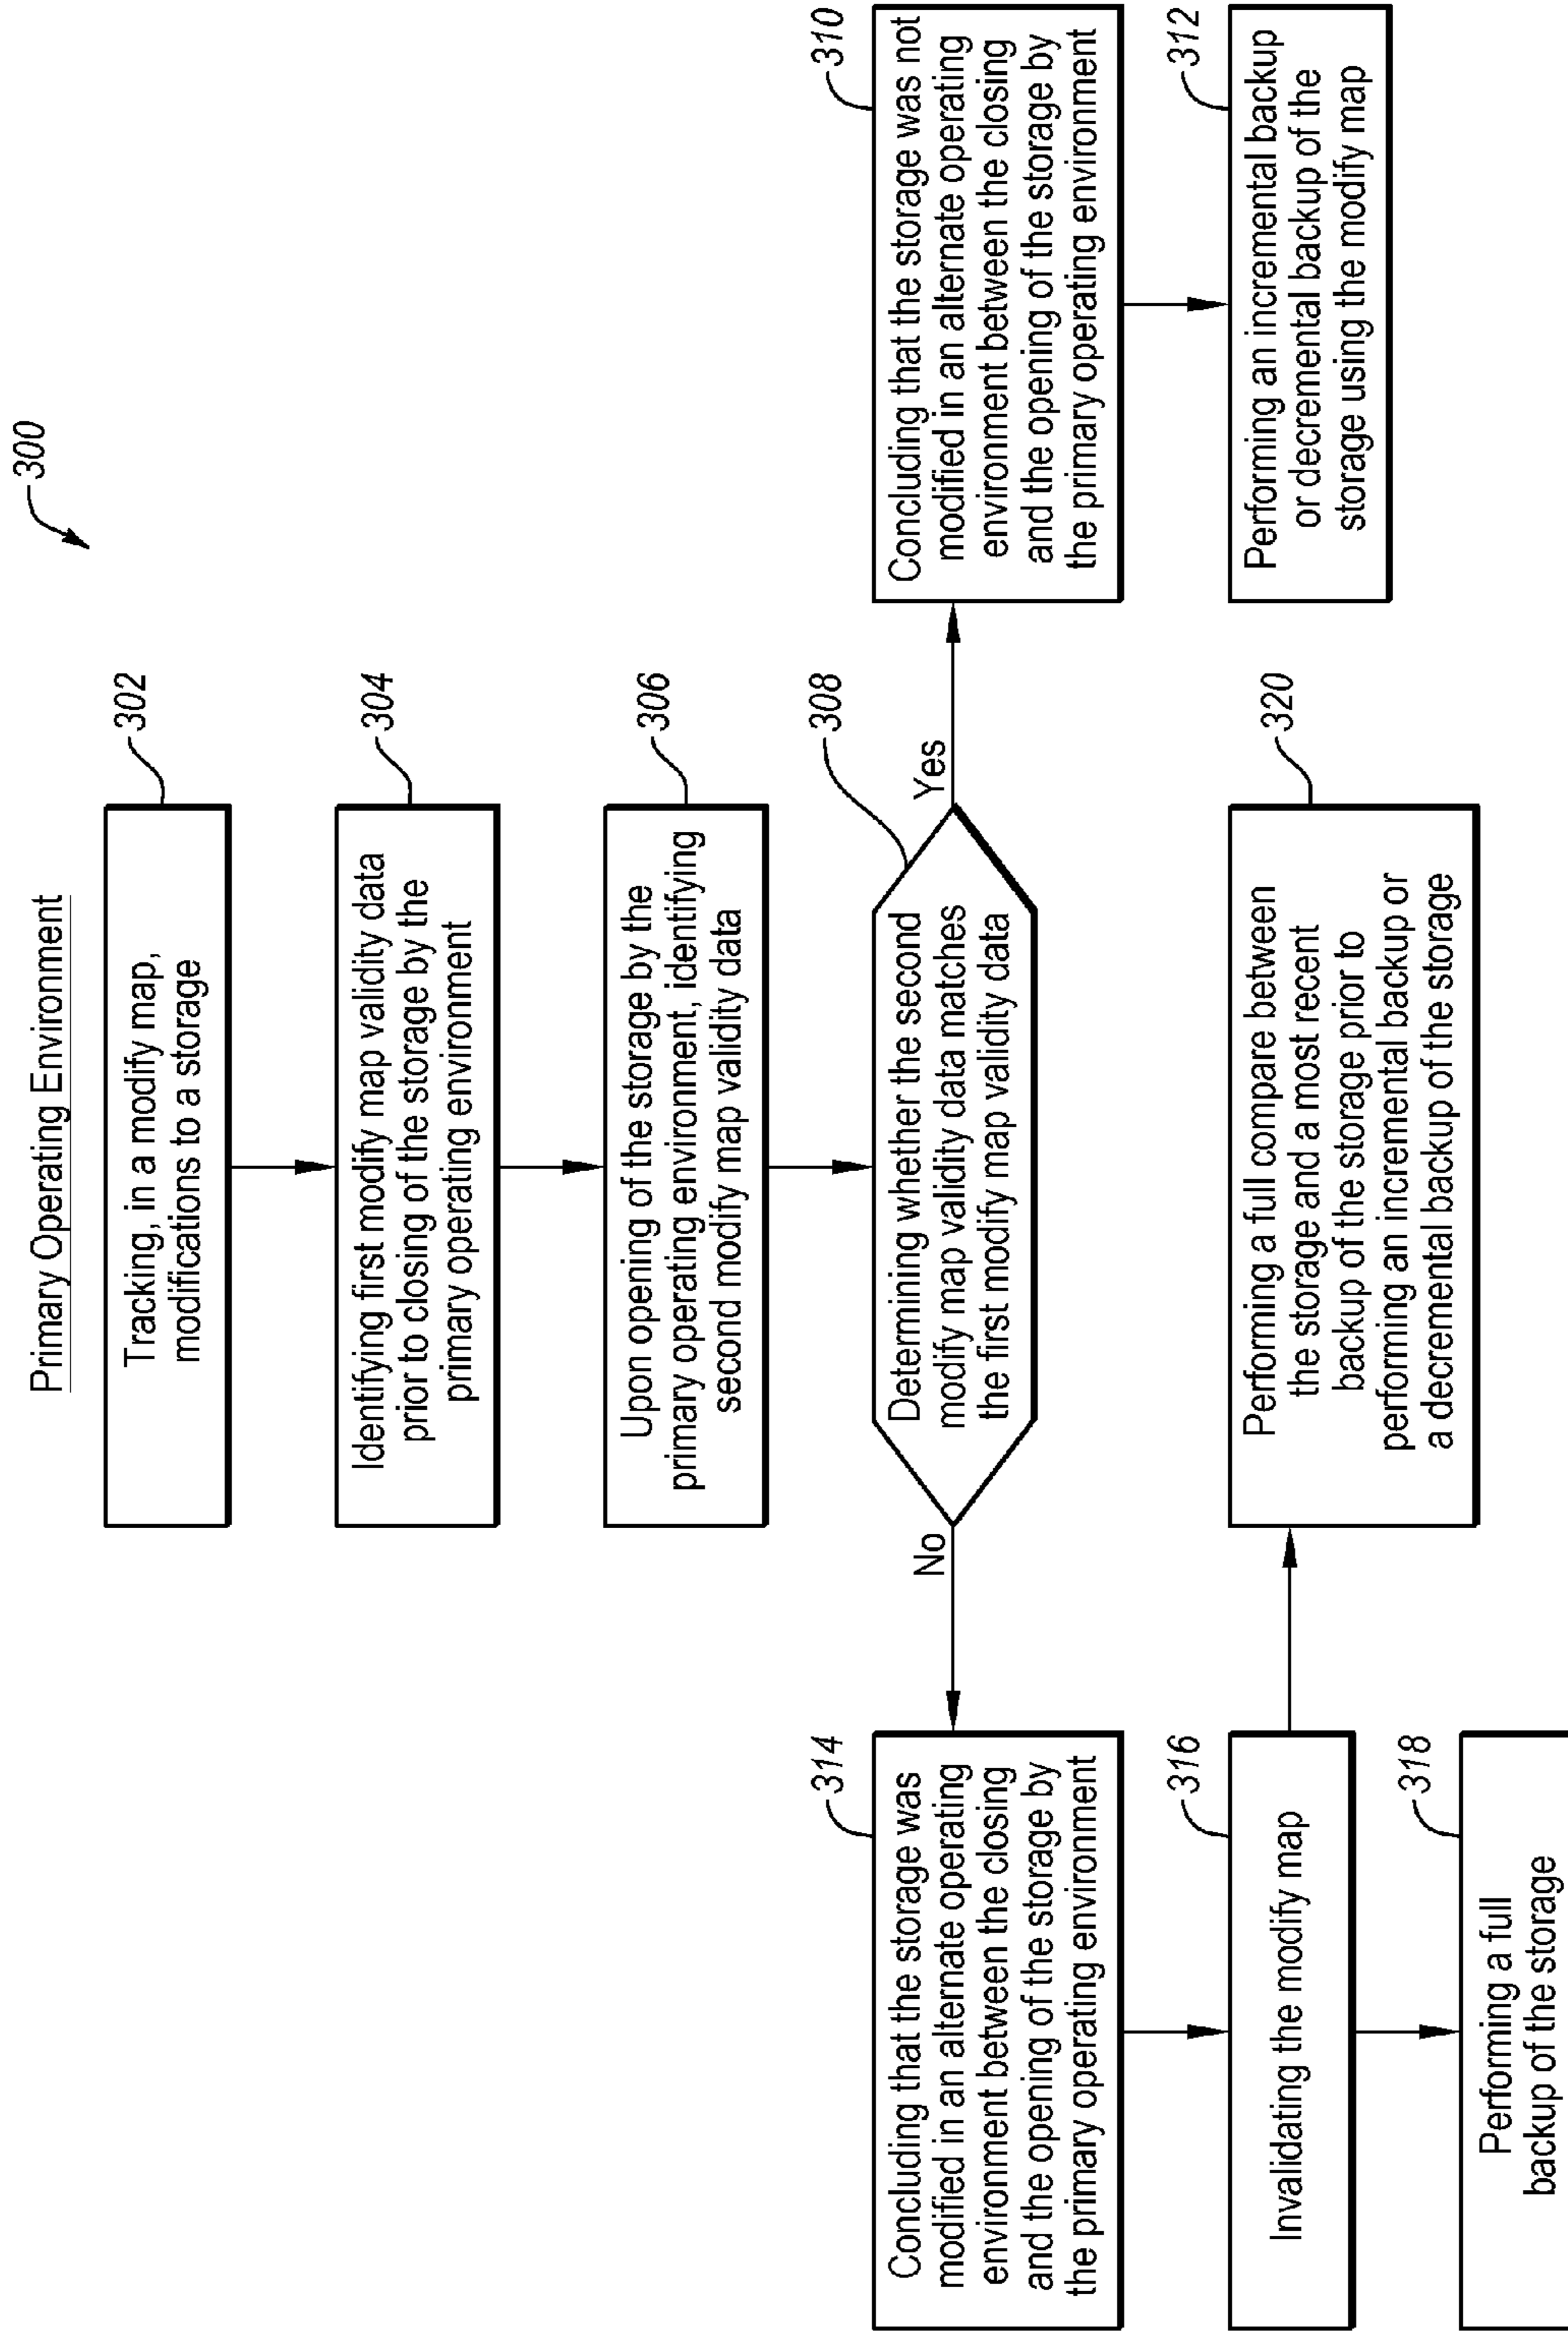 300
Primary Operating Environment
302
Tracking, in a modify map,
modifications to a storage
304
Identifying first modify map validity data
prior to closing of the storage by the
primary operating environment
306
Upon opening of the storage by the
primary operating environment, identifying
second modify map validity data
308
Determining whether the second
modify map validity data matches
the first modify map validity data
Yes
No
310
Concluding that the storage was not
modified in an alternate operating
environment between the closing
and the opening of the storage by
the primary operating environment
312
Performing an incremental backup
or decremental backup of the
storage using the modify map
314
Concluding that the storage was
modified in an alternate operating
environment between the closing
and the opening of the storage by
the primary operating environment
316
Invalidating the modify map
318
Performing a full
backup of the storage
320
Performing a full compare between
the storage and a most recent
backup of the storage prior to
performing an incremental backup or
a decremental backup of the storage